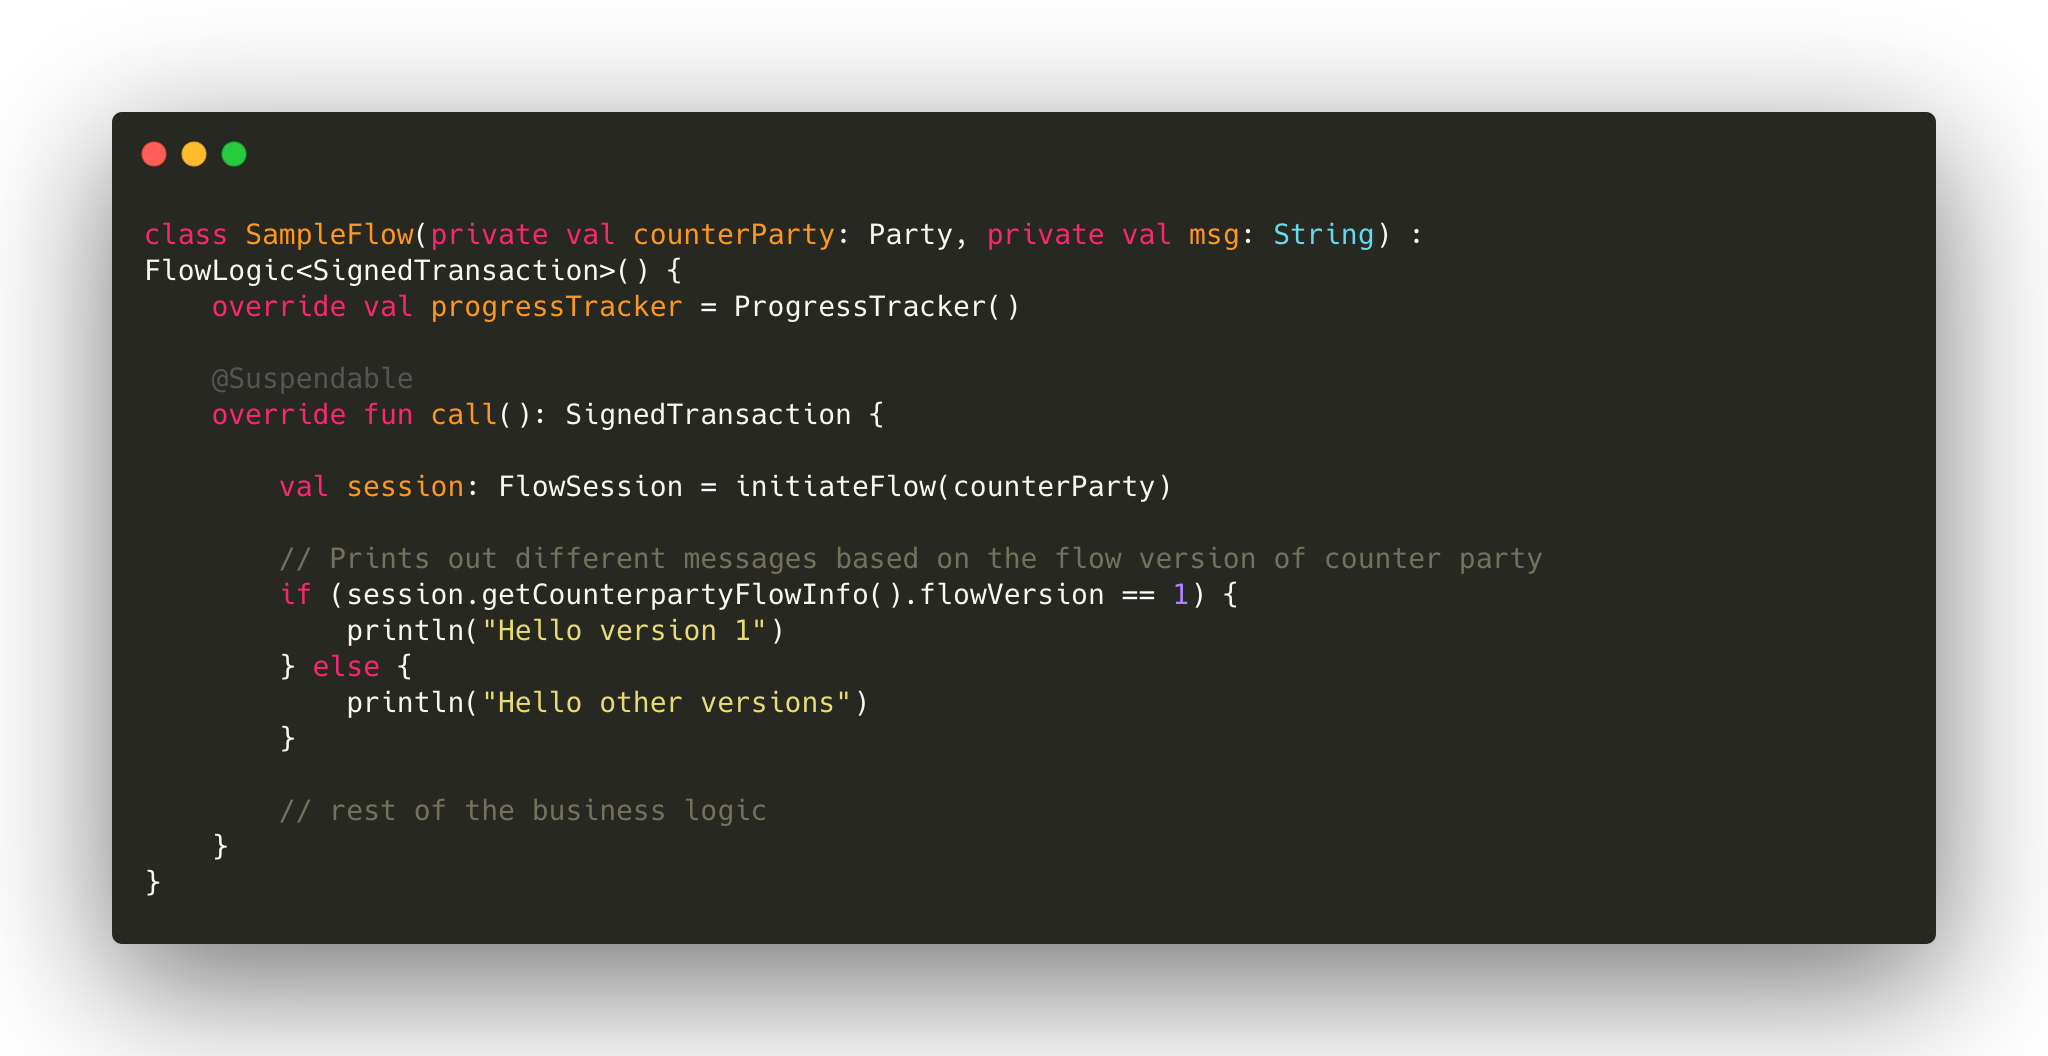 class SampleFlow(private val counterParty: Party, private val msg: String) :
FlowLogic<SignedTransaction>() {
    override val progressTracker = ProgressTracker()

    @Suspendable
    override fun call(): SignedTransaction {

        val session: FlowSession = initiateFlow(counterParty)

        // Prints out different messages based on the flow version of counter party
        if (session.getCounterpartyFlowInfo().flowVersion == 1) {
            println("Hello version 1")
        } else {
            println("Hello other versions")
        }

        // rest of the business logic
    }
}